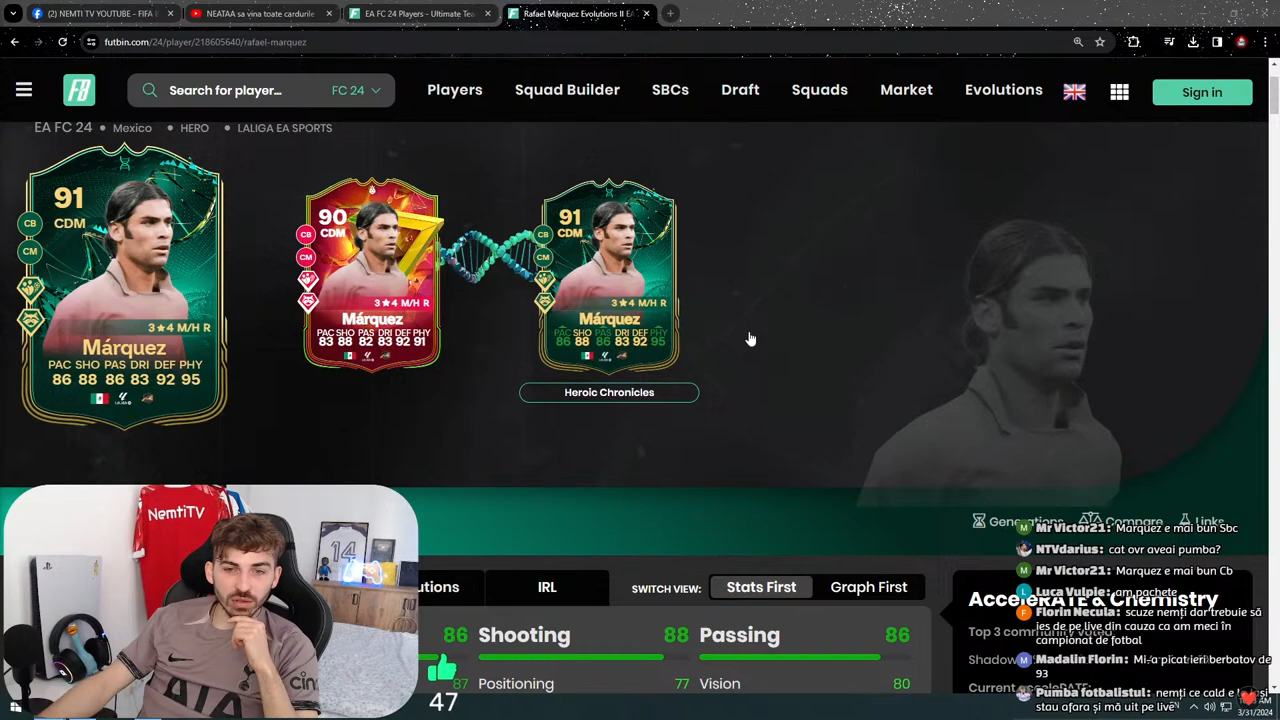 (2) NEMTI TV YOUTUBE - FIFA
NEATAA sa vina toate cardurile
EA FC 24 Players - Ultimate Tea
Rafael Márquez Evolutions II EA
futbin.com/24/player/218605640/rafael-marquez
FB
Search for player...
FC 24
Players
Squad Builder
SBCs
Draft
Squads
Market
Evolutions
Sign in
EA FC 24
Mexico
HERO
LALIGA EA SPORTS
91
CDM
CB
CM
3★4 M/H R
Márquez
PAC SHO PAS DRI DEF PHY
86 88 86 83 92 95
90
CDM
CB
CM
3★4 M/H R
Márquez
PAC SHO PAS DRI DEF PHY
83 88 82 83 92 91
91
CDM
CB
CM
3★4 M/H R
Márquez
PAC SHO PAS DRI DEF PHY
86 88 86 83 92 95
Heroic Chronicles
Generations
Compare
Links
IRL
SWITCH VIEW:
Stats First
Graph First
86
Shooting 88
Passing 86
87
Positioning 77
Vision 80
AcceleRATE & Chemistry
Top 3 community voted
Shadow
Current acceleRATE:
Mr Victor21: Marquez e mai bun Sbc
NTVdarius: cat ovr aveai pumba?
Mr Victor21: Marquez e mai bun Cb
Luca Vulpie: am pachete
Florin Necula: scuze nemți dar trebuie să
ies de pe live din cauza ca am meci în
campionat de fotbal
Madalin Florin: Mi-a picat ieri berbatov de
93
Pumba fotbalistul: nemți ce cald e
stau afara și mă uit pe live
NemtiTV
14
cinch
47
3/31/2024